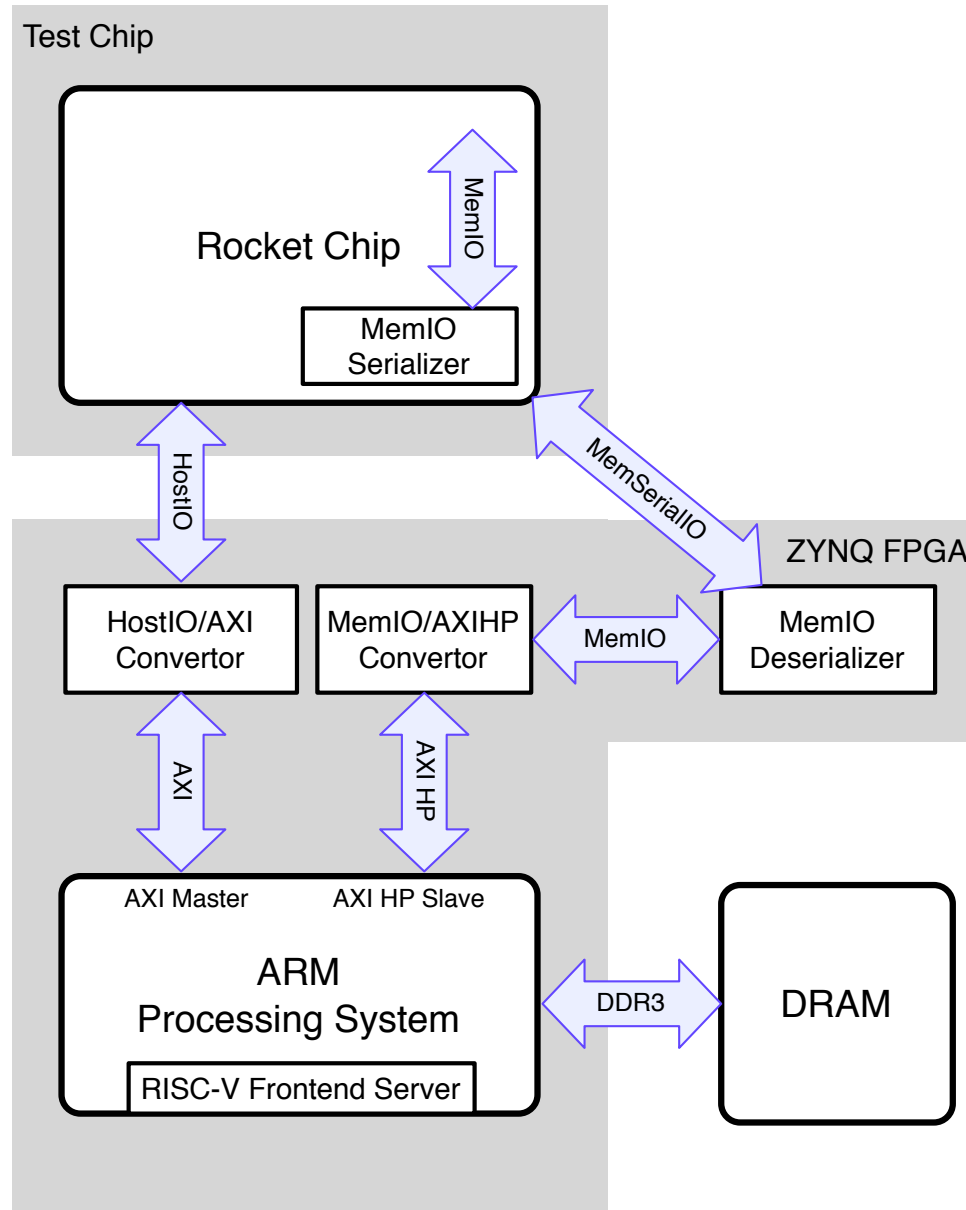 Test Chip
MemIO
Rocket Chip
MemIO
Serializer
HostIO
MemSerialIO
ZYNQ FPGA
HostIO/AXI
Convertor
MemIO/AXIHP
Convertor
MemIO
MemIO
Deserializer
AXI
AXI HP
AXI Master
AXI HP Slave
ARM
Processing System
DDR3
DRAM
RISC-V Frontend Server